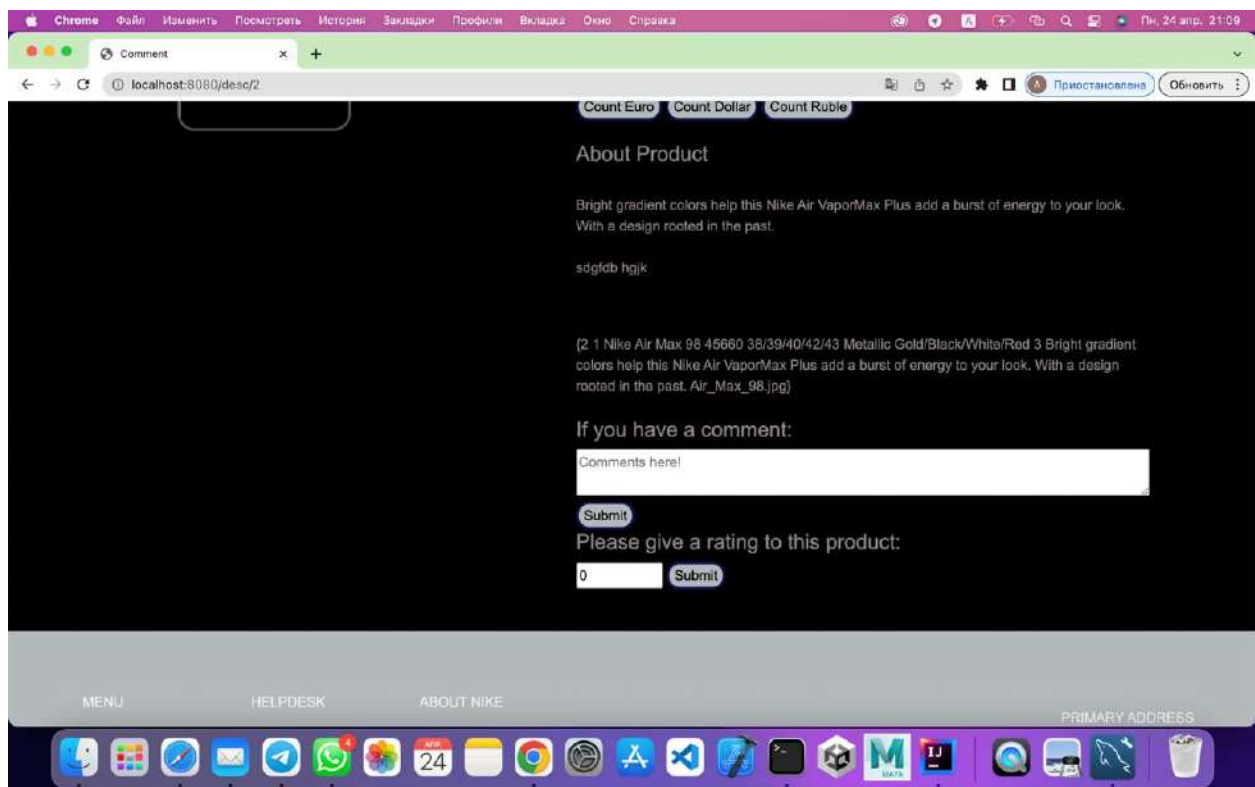 Chrome Файл Изменить Посмотреть История Закладки Профили Вкладка Окно Справка A Пн, 24 апр. 21:09
Comment
localhost:8080/desc/2 A Приостановлена Обновить
Count Euro Count Dollar Count Ruble
About Product
Bright gradient colors help this Nike Air VaporMax Plus add a burst of energy to your look.
With a design rooted in the past.
sdgfdb hgjk
{2 1 Nike Air Max 98 45660 38/39/40/42/43 Metallic Gold/Black/White/Red 3 Bright gradient
colors help this Nike Air VaporMax Plus add a burst of energy to your look. With a design
rooted in the past. Air_Max_98.jpg}
If you have a comment:
Comments here!
Submit
Please give a rating to this product:
0 Submit
MENU HELPDESK ABOUT NIKE
PRIMARY ADDRESS
4 АПР. 24 M MAYA IJ